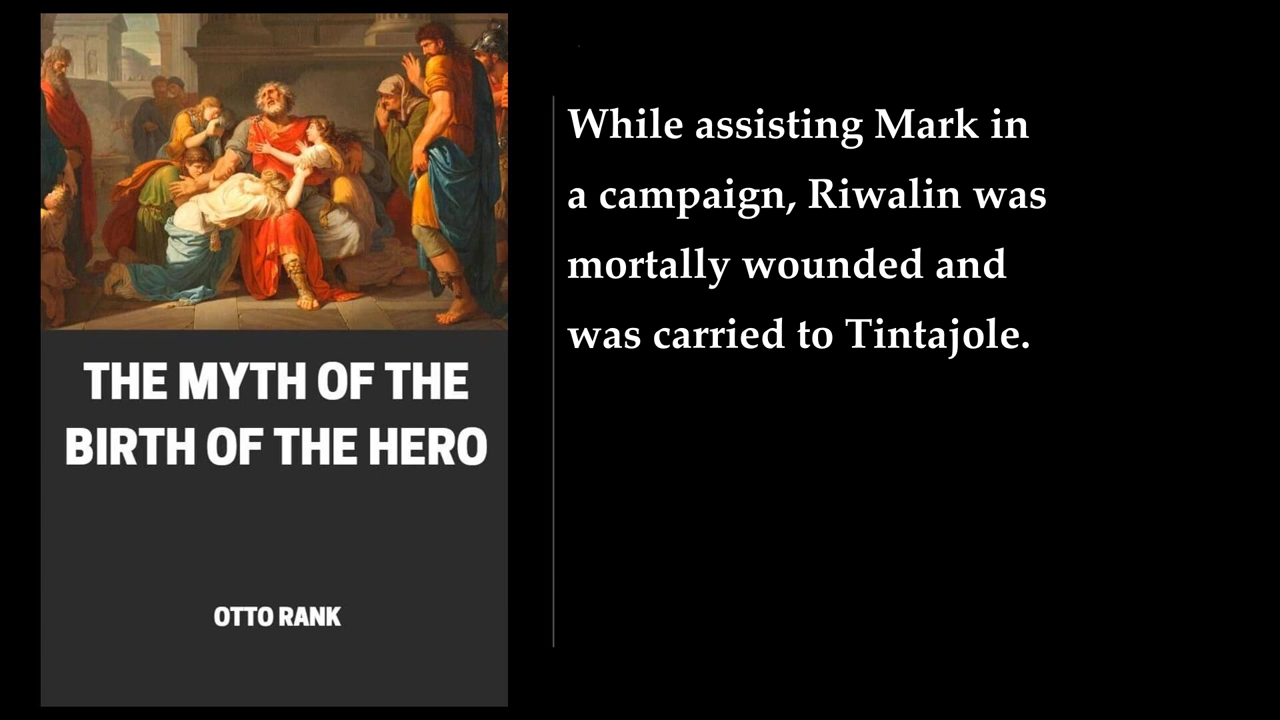 THE MYTH OF THE
BIRTH OF THE HERO
OTTO RANK
While assisting Mark in
a campaign, Riwalin was
mortally wounded and
was carried to Tintajole.